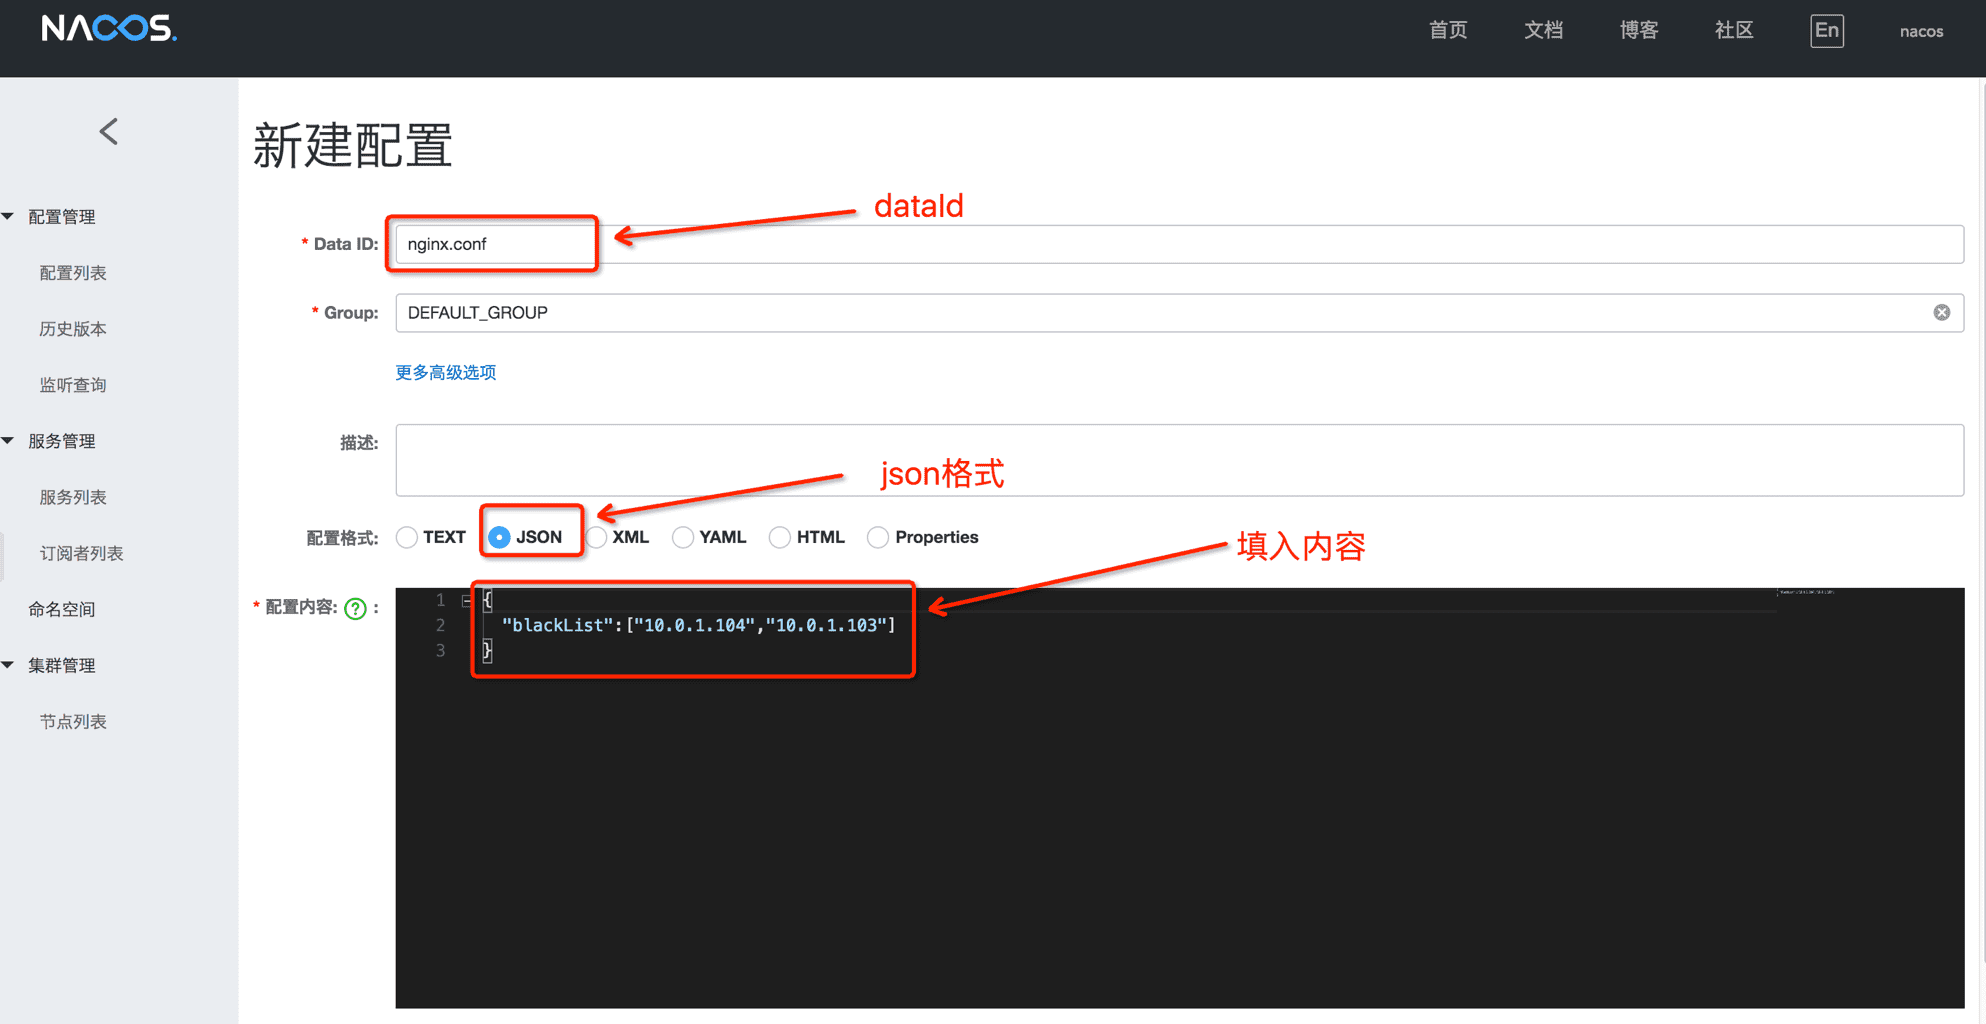 NACOS.
首页 文档 博客 社区 En nacos
新建配置
配置管理
配置列表
历史版本
监听查询
服务管理
服务列表
订阅者列表
命名空间
集群管理
节点列表
dataId
* Data ID: nginx.conf
* Group: DEFAULT_GROUP
更多高级选项
描述:
json格式
配置格式: TEXT JSON XML YAML HTML Properties
填入内容
* 配置内容: ? :
1 {
2 "blackList":["10.0.1.104","10.0.1.103"]
3 }